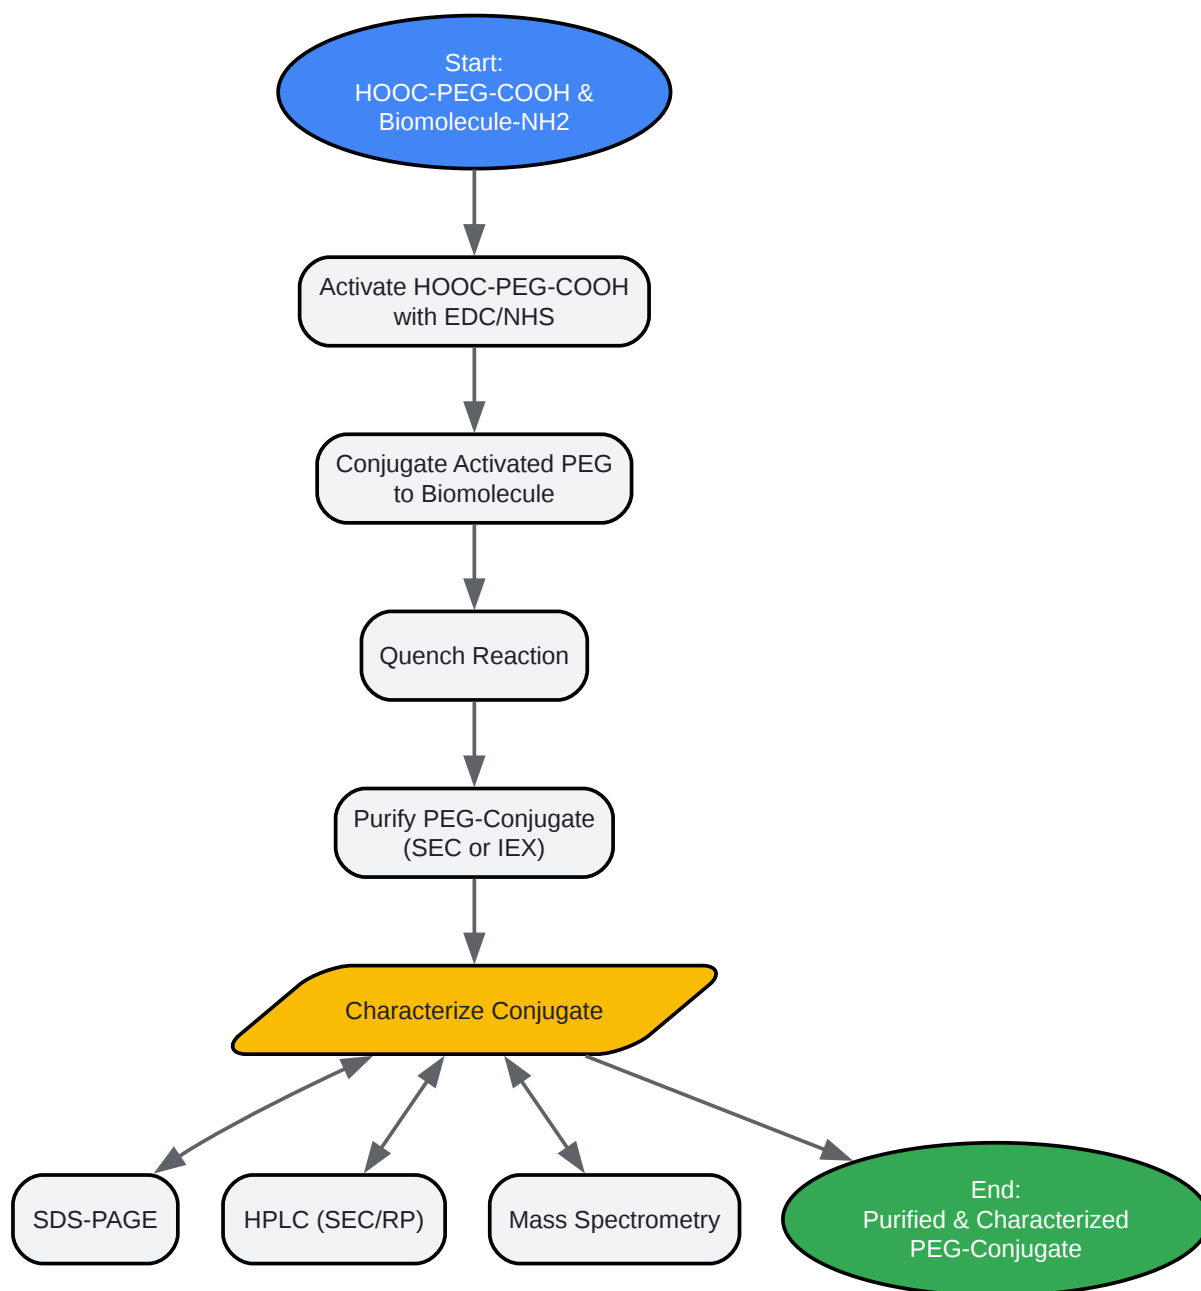 Start:
HOOC-PEG-COOH &
Biomolecule-NH2
Activate HOOC-PEG-COOH
with EDC/NHS
Conjugate Activated PEG
to Biomolecule
Quench Reaction
Purify PEG-Conjugate
(SEC or IEX)
Characterize Conjugate
SDS-PAGE
HPLC (SEC/RP)
Mass Spectrometry
End:
Purified & Characterized
PEG-Conjugate